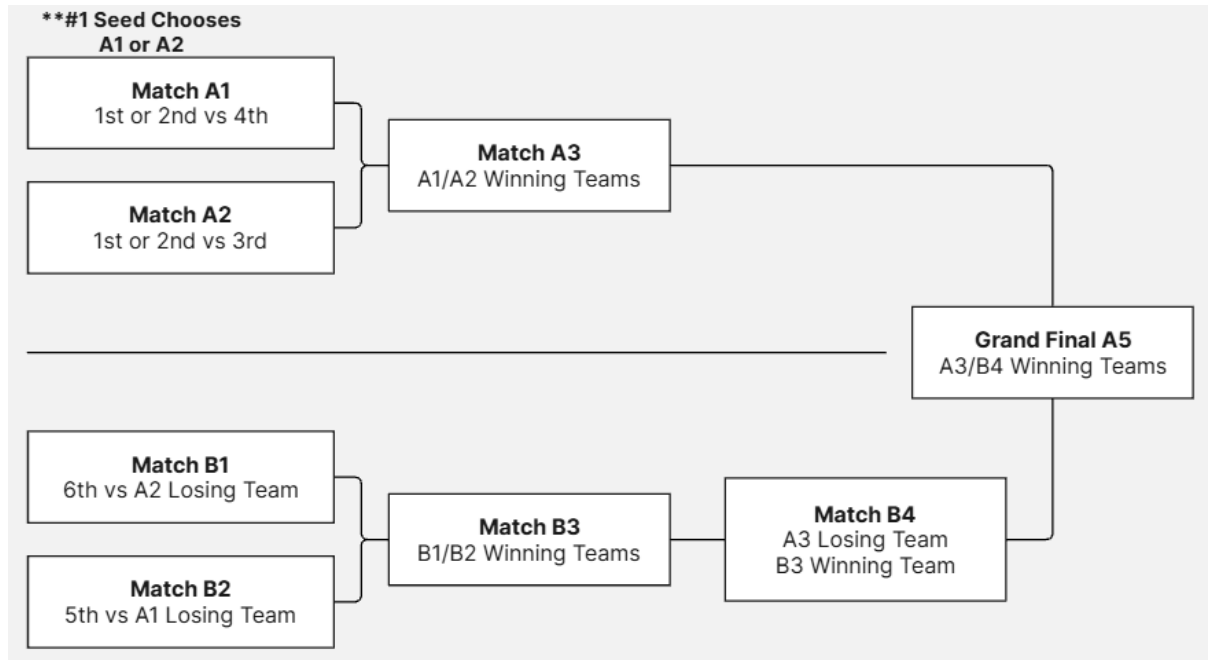 **#1 Seed Chooses
A1 or A2
Match A1
1st or 2nd vs 4th
Match A2
1st or 2nd vs 3rd
Match A3
A1/A2 Winning Teams
Grand Final A5
A3/B4 Winning Teams
Match B1
6th vs A2 Losing Team
Match B2
5th vs A1 Losing Team
Match B3
B1/B2 Winning Teams
Match B4
A3 Losing Team
B3 Winning Team